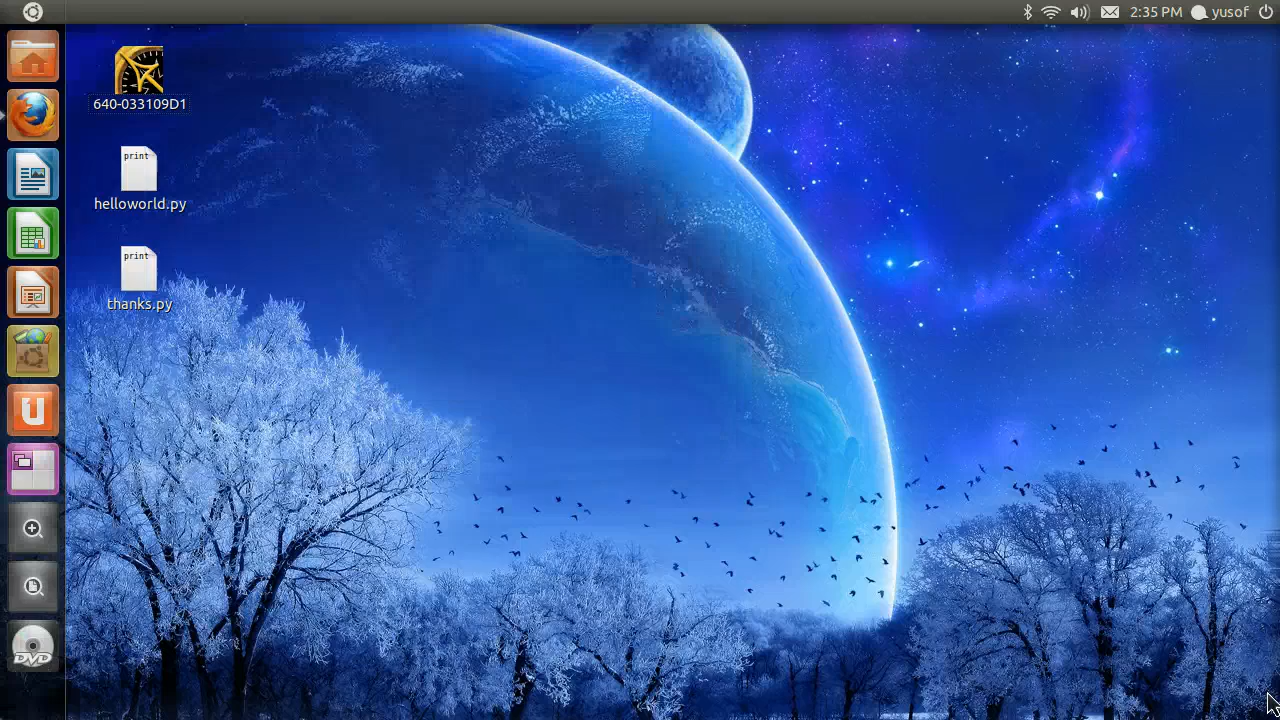 2:35 PM yusof
640-033109D1
print
helloworld.py
print
thanks.py
U
DVD